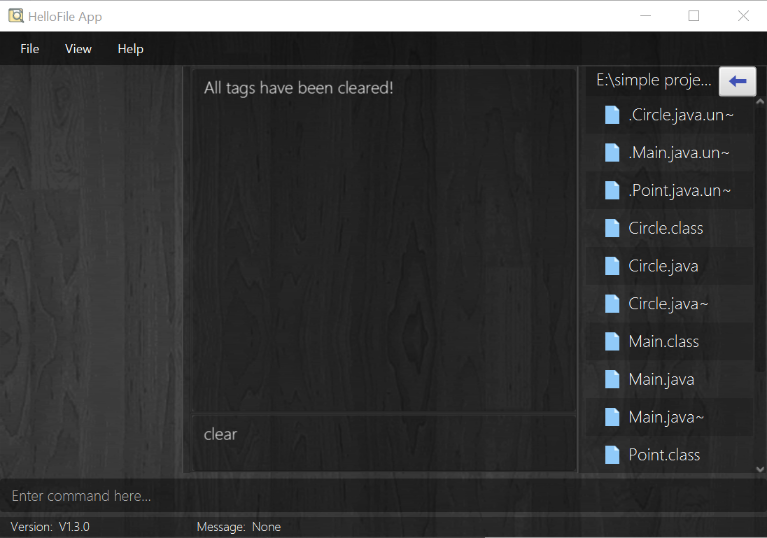 HelloFile App
File View Help
All tags have been cleared!
clear
E:\simple proje...
.Circle.java.un~
.Main.java.un~
.Point.java.un~
Circle.class
Circle.java
Circle.java~
Main.class
Main.java
Main.java~
Point.class
Enter command here...
Version: V1.3.0 Message: None